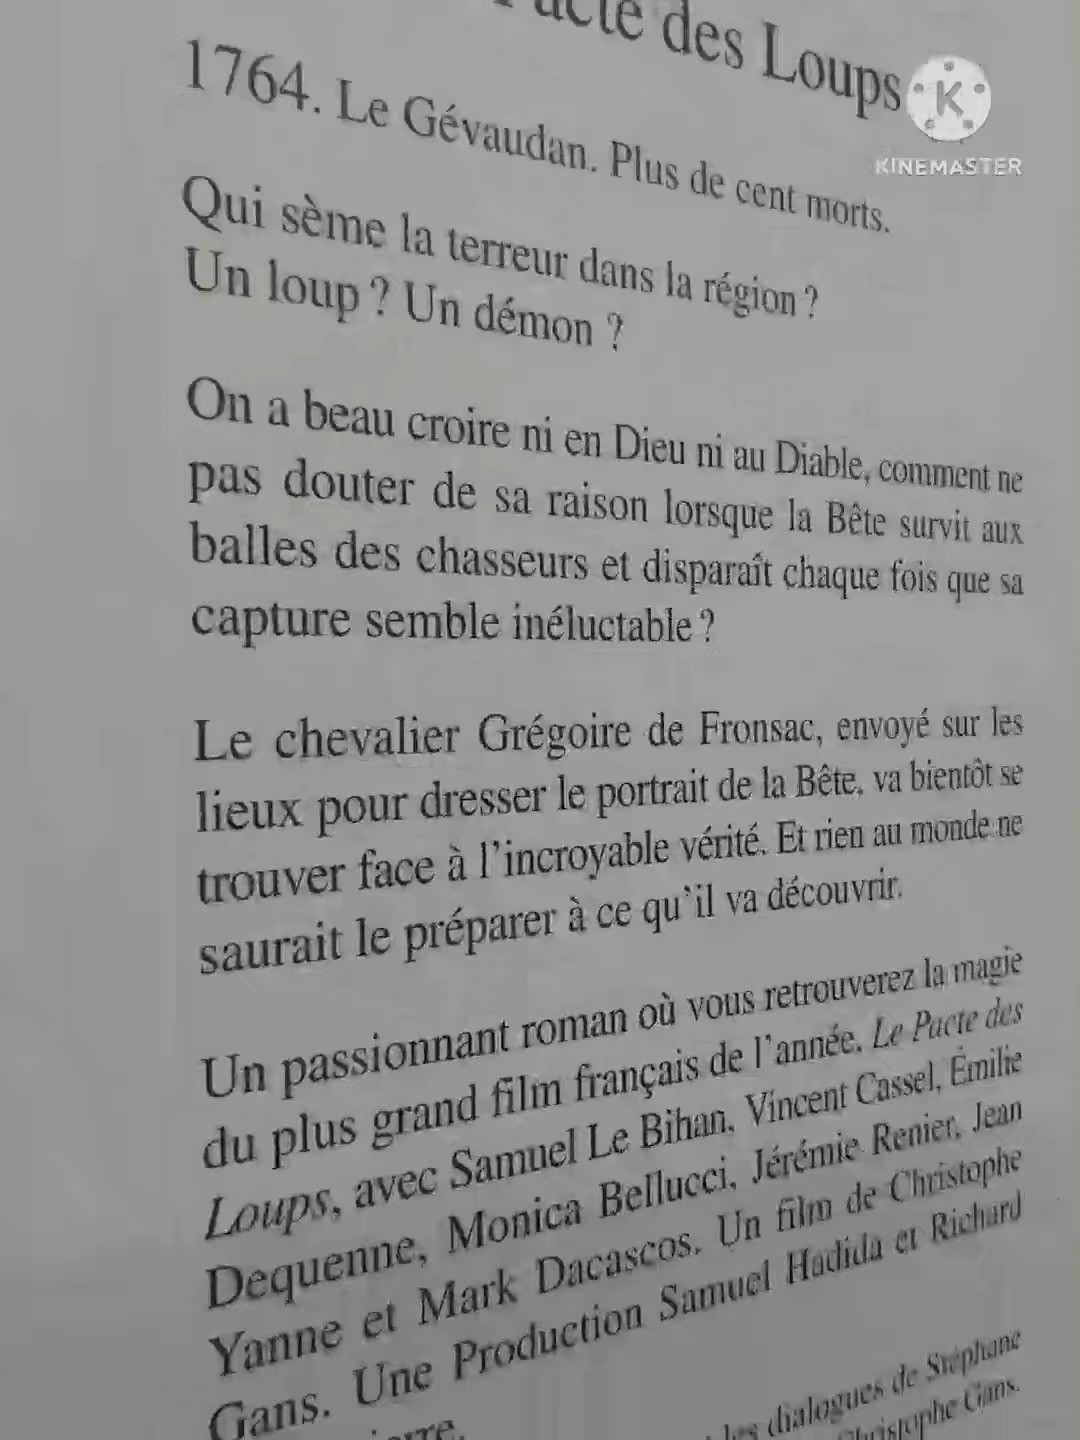 Pacte des Loups
1764. Le Gévaudan. Plus de cent morts.
Qui sème la terreur dans la région ?
Un loup ? Un démon ?
On a beau croire ni en Dieu ni au Diable, comment ne
pas douter de sa raison lorsque la Bête survit aux
balles des chasseurs et disparaît chaque fois que sa
capture semble inéluctable ?
Le chevalier Grégoire de Fronsac, envoyé sur les
lieux pour dresser le portrait de la Bête, va bientôt se
trouver face à l'incroyable vérité. Et rien au monde ne
saurait le préparer à ce qu'il va découvrir.
Un passionnant roman où vous retrouverez la magie
du plus grand film français de l'année. Le Pacte des
Loups, avec Samuel Le Bihan, Vincent Cassel, Émilie
Dequenne, Monica Bellucci, Jérémie Renier, Jean
Yanne et Mark Dacascos. Un film de Christophe
Gans. Une Production Samuel Hadida et Richard
les dialogues de Stéphane
Christophe Gans.
K
KINEMASTER